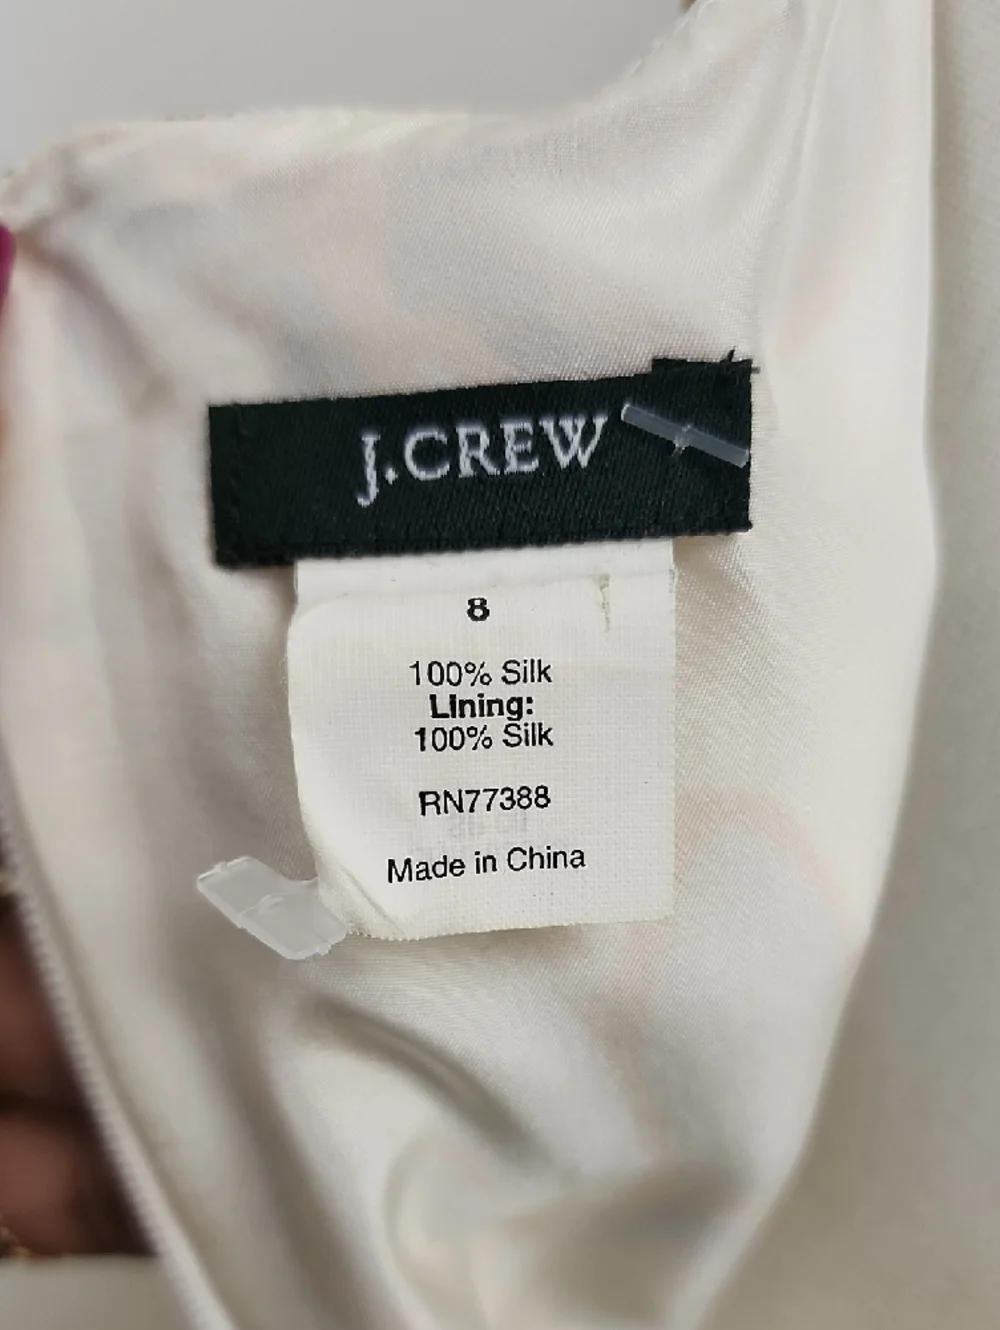 J.CREW
8
100% Silk
Lining:
100% Silk
RN77388
Made in China